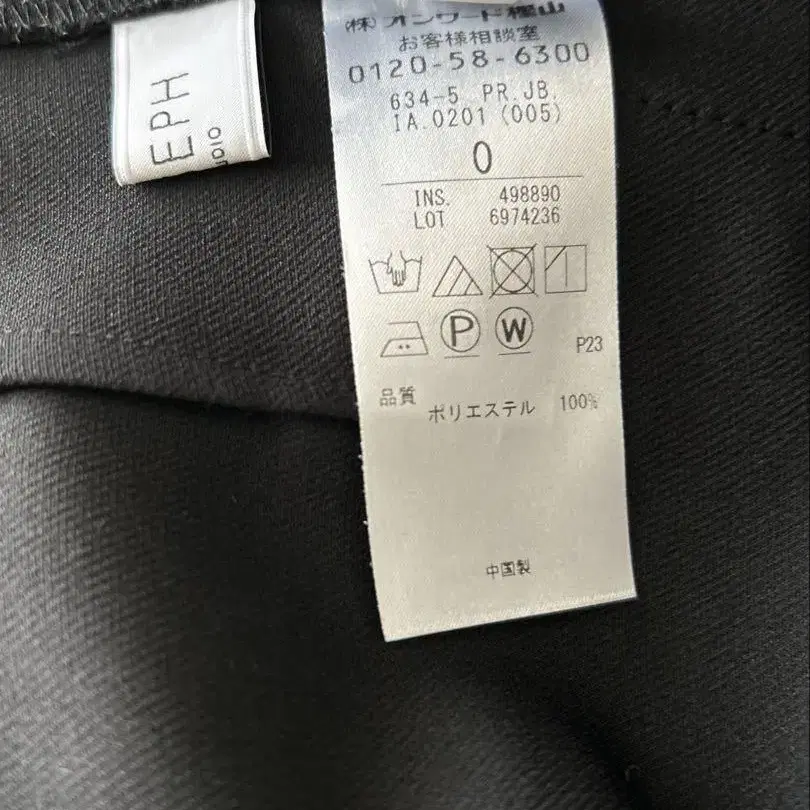 EPH
UDIO
(株)オンワード樫山
お客様相談室
0120-58-6300
634-5 PR.JB.
IA.0201 (005)
0
INS. 498890
LOT 6974236
P
W
P23
品質
ポリエステル 100%
中国製